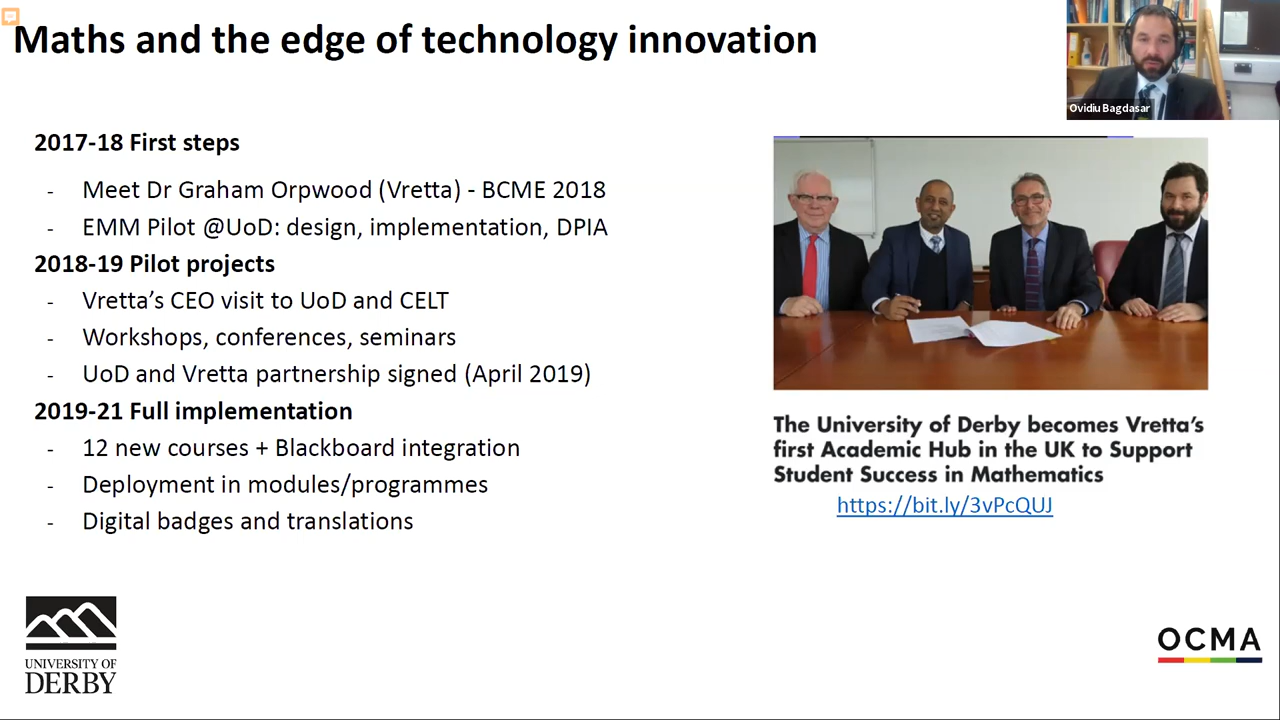 Maths and the edge of technology innovation
Ovidiu Bagdasar
2017-18 First steps
- Meet Dr Graham Orpwood (Vretta) - BCME 2018
- EMM Pilot @UoD: design, implementation, DPIA
2018-19 Pilot projects
- Vretta’s CEO visit to UoD and CELT
- Workshops, conferences, seminars
- UoD and Vretta partnership signed (April 2019)
2019-21 Full implementation
- 12 new courses + Blackboard integration
- Deployment in modules/programmes
- Digital badges and translations
The University of Derby becomes Vretta’s
first Academic Hub in the UK to Support
Student Success in Mathematics
https://bit.ly/3vPcQUJ
UNIVERSITY OF
DERBY
OCMA